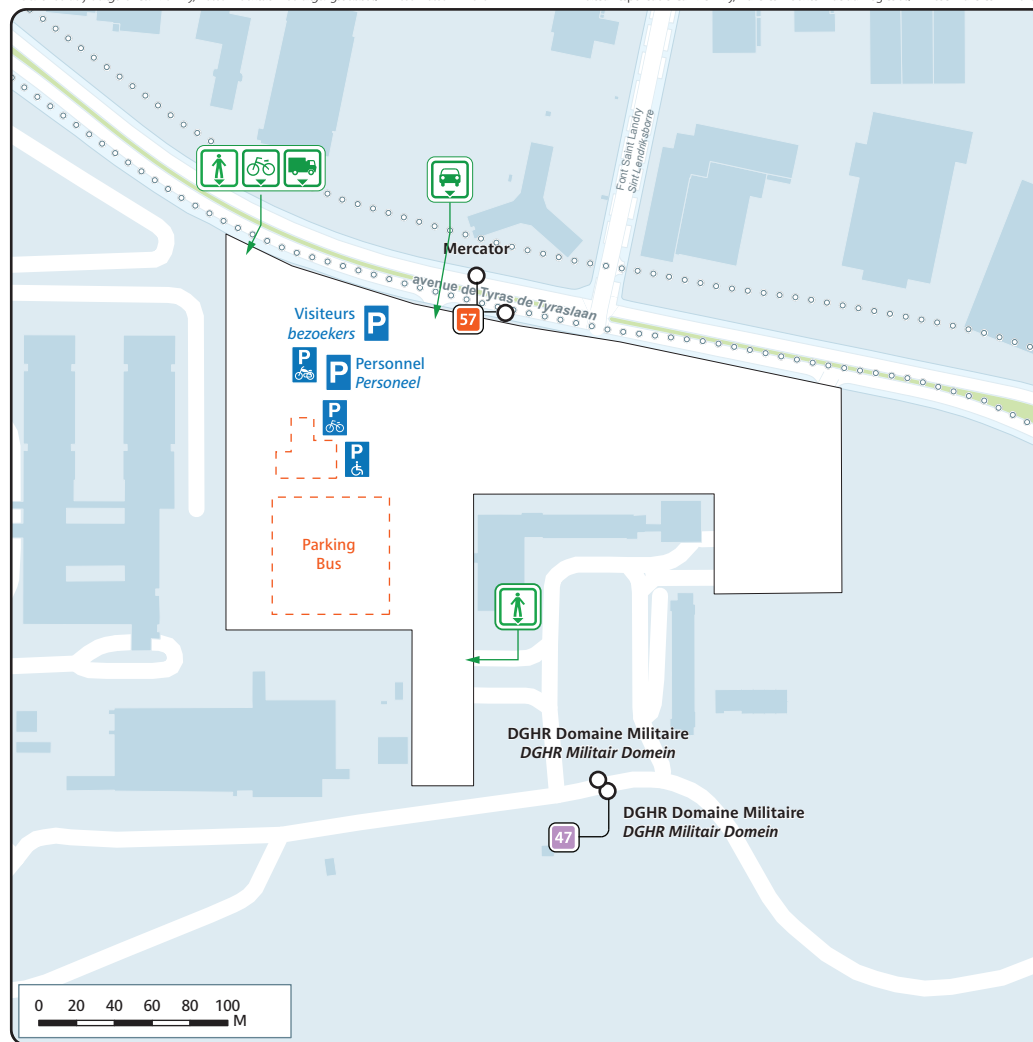 Font Saint Landry
Sint Lendriksborre
Mercator
avenue de Tyras de Tyraslaan
57
Visiteurs
bezoekers
P
P
P
Personnel
Personeel
P
P
Parking
Bus
DGHR Domaine Militaire
DGHR Militair Domein
DGHR Domaine Militaire
DGHR Militair Domein
47
0 20 40 60 80 100
M